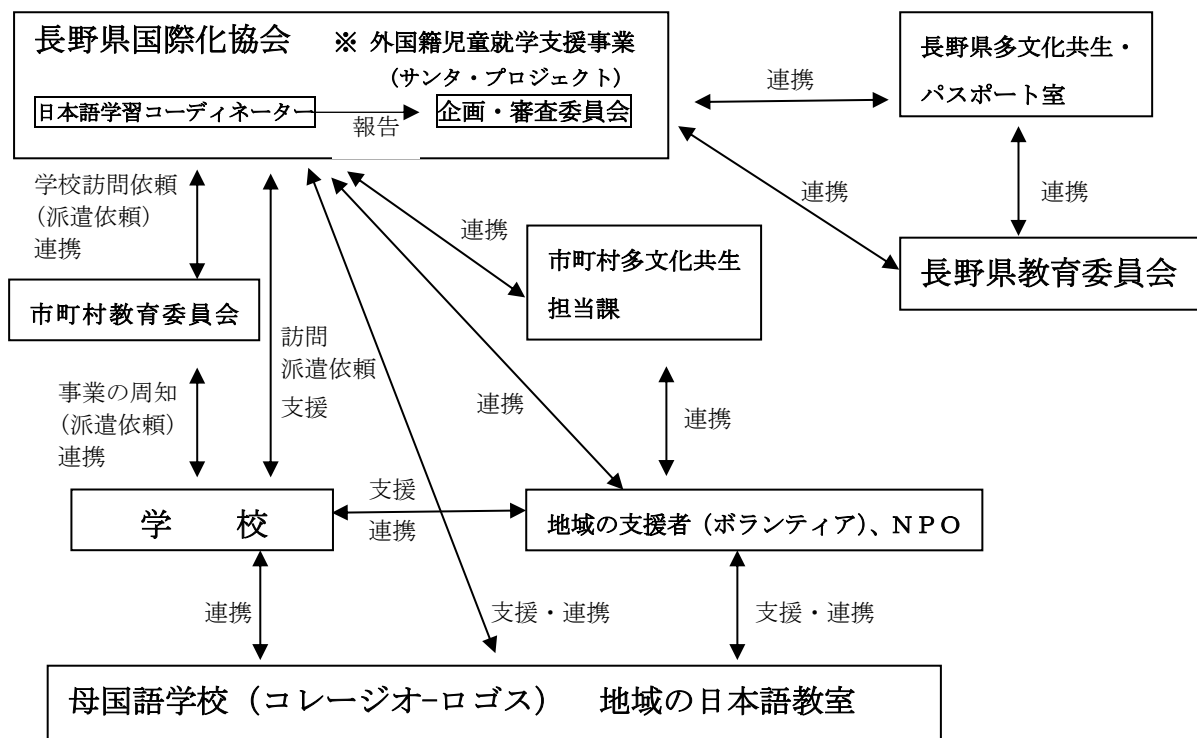 長野県国際化協会 ※ 外国籍児童就学支援事業
(サンタ・プロジェクト)
日本語学習コーディネーター
報告
企画・審査委員会
連携
長野県多文化共生・
パスポート室
連携
連携
長野県教育委員会
学校訪問依頼
(派遣依頼)
連携
市町村教育委員会
連携
市町村多文化共生
担当課
訪問
派遣依頼
支援
事業の周知
(派遣依頼)
連携
連携
連携
学 校
支援
連携
地域の支援者(ボランティア)、NPO
連携
支援・連携
支援・連携
母国語学校(コレージオ-ロゴス) 地域の日本語教室